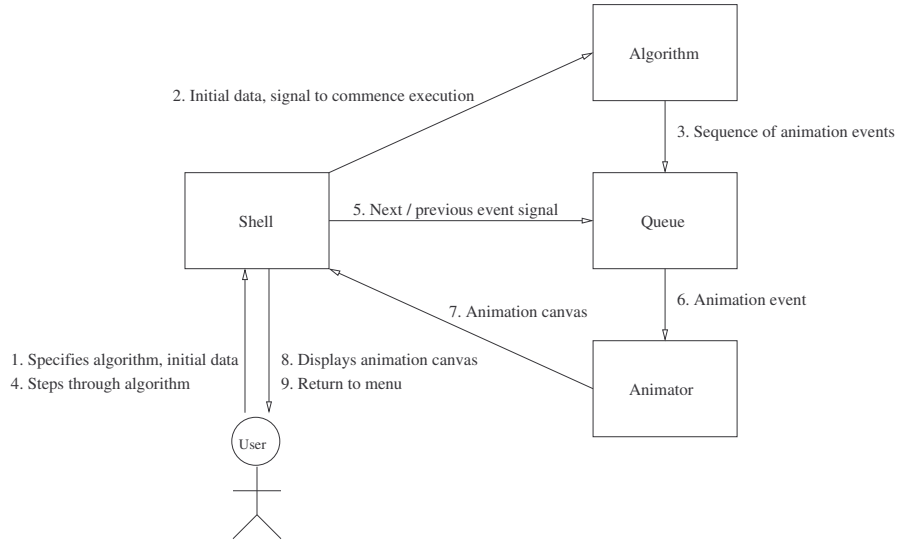 Algorithm
2. Initial data, signal to commence execution
3. Sequence of animation events
Shell
5. Next / previous event signal
Queue
7. Animation canvas
6. Animation event
1. Specifies algorithm, initial data
4. Steps through algorithm
8. Displays animation canvas
9. Return to menu
Animator
User